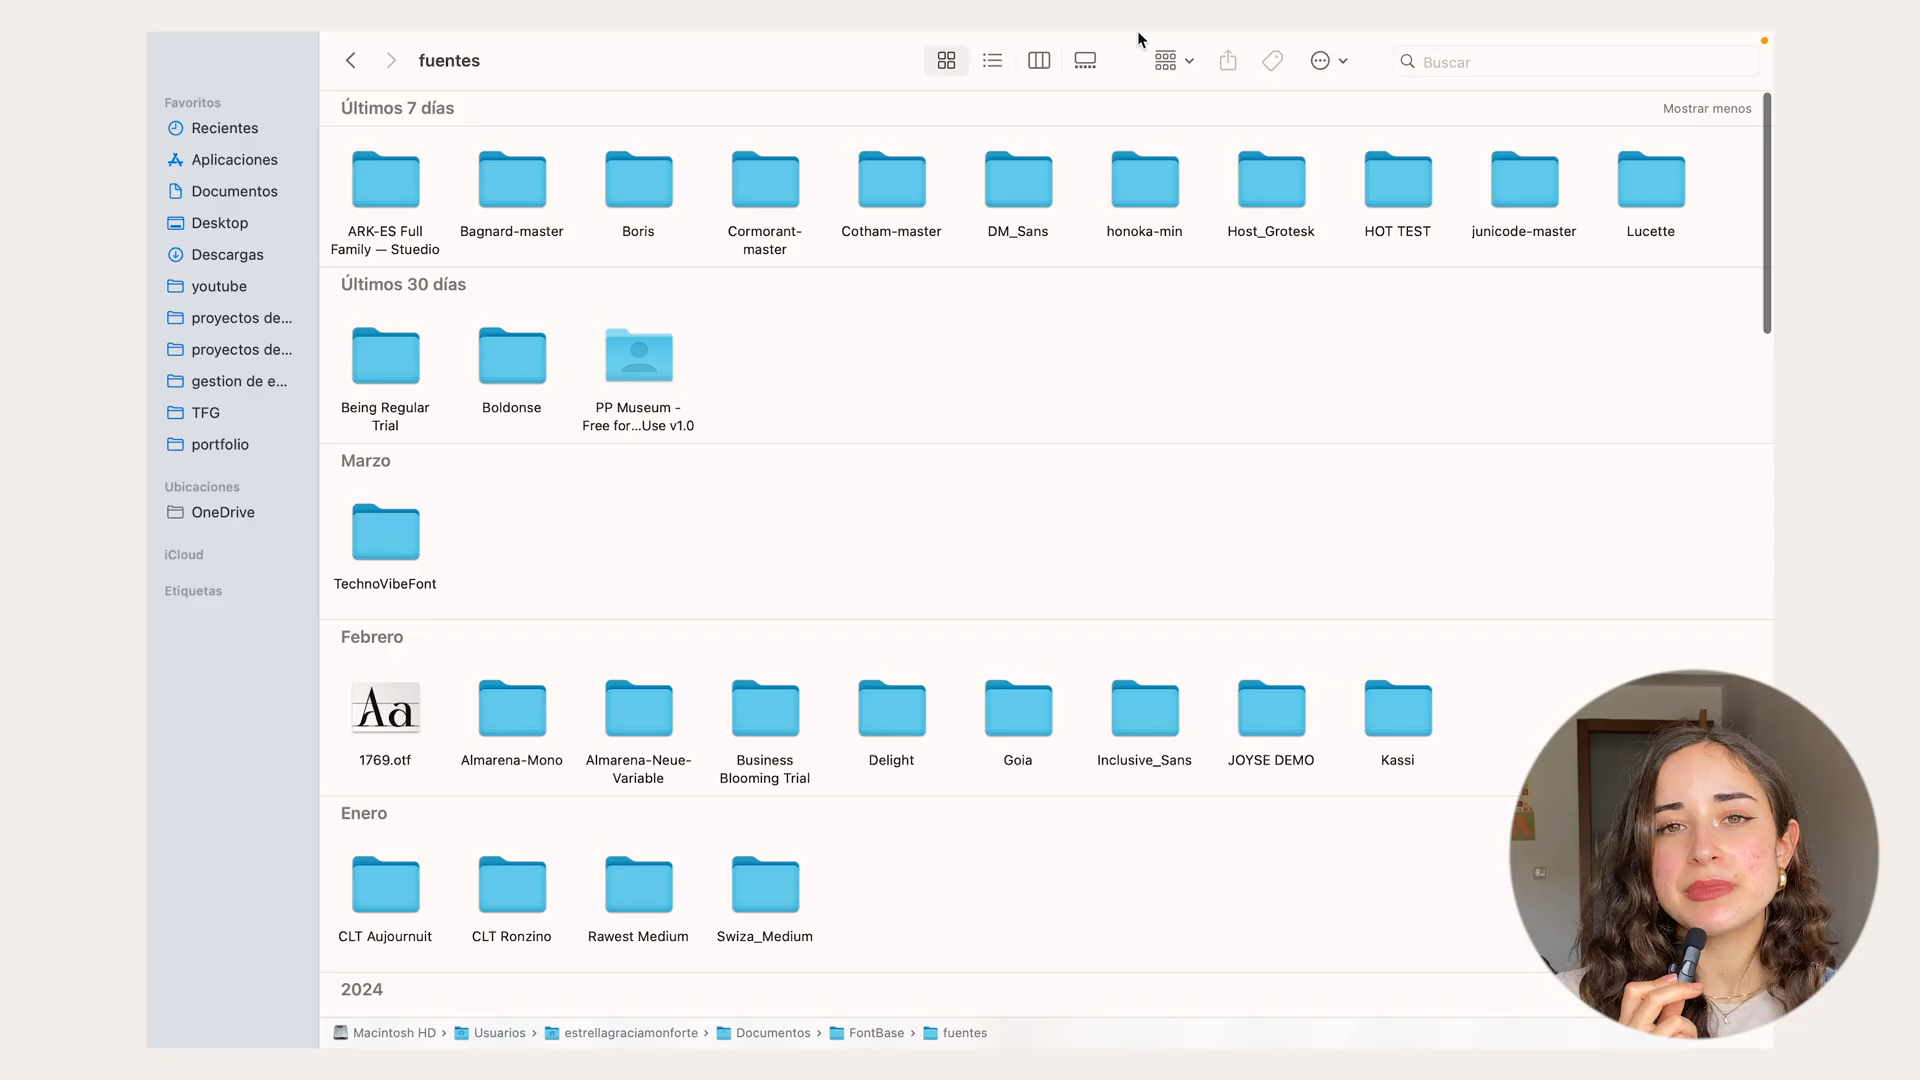 fuentes
Buscar
Favoritos
Recientes
Aplicaciones
Documentos
Desktop
Descargas
youtube
proyectos de...
proyectos de...
gestion de e...
TFG
portfolio
Ubicaciones
OneDrive
iCloud
Etiquetas
Últimos 7 días
Mostrar menos
ARK-ES Full
Family — Stuedio
Bagnard-master
Boris
Cormorant-
master
Cotham-master
DM_Sans
honoka-min
Host_Grotesk
HOT TEST
junicode-master
Lucette
Últimos 30 días
Being Regular
Trial
Boldonse
PP Museum -
Free for...Use v1.0
Marzo
TechnoVibeFont
Febrero
Aa
1769.otf
Almarena-Mono
Almarena-Neue-
Variable
Business
Blooming Trial
Delight
Goia
Inclusive_Sans
JOYSE DEMO
Kassi
Enero
CLT Aujournuit
CLT Ronzino
Rawest Medium
Swiza_Medium
2024
Macintosh HD › Usuarios › estrellagraciamonforte › Documentos › FontBase › fuentes